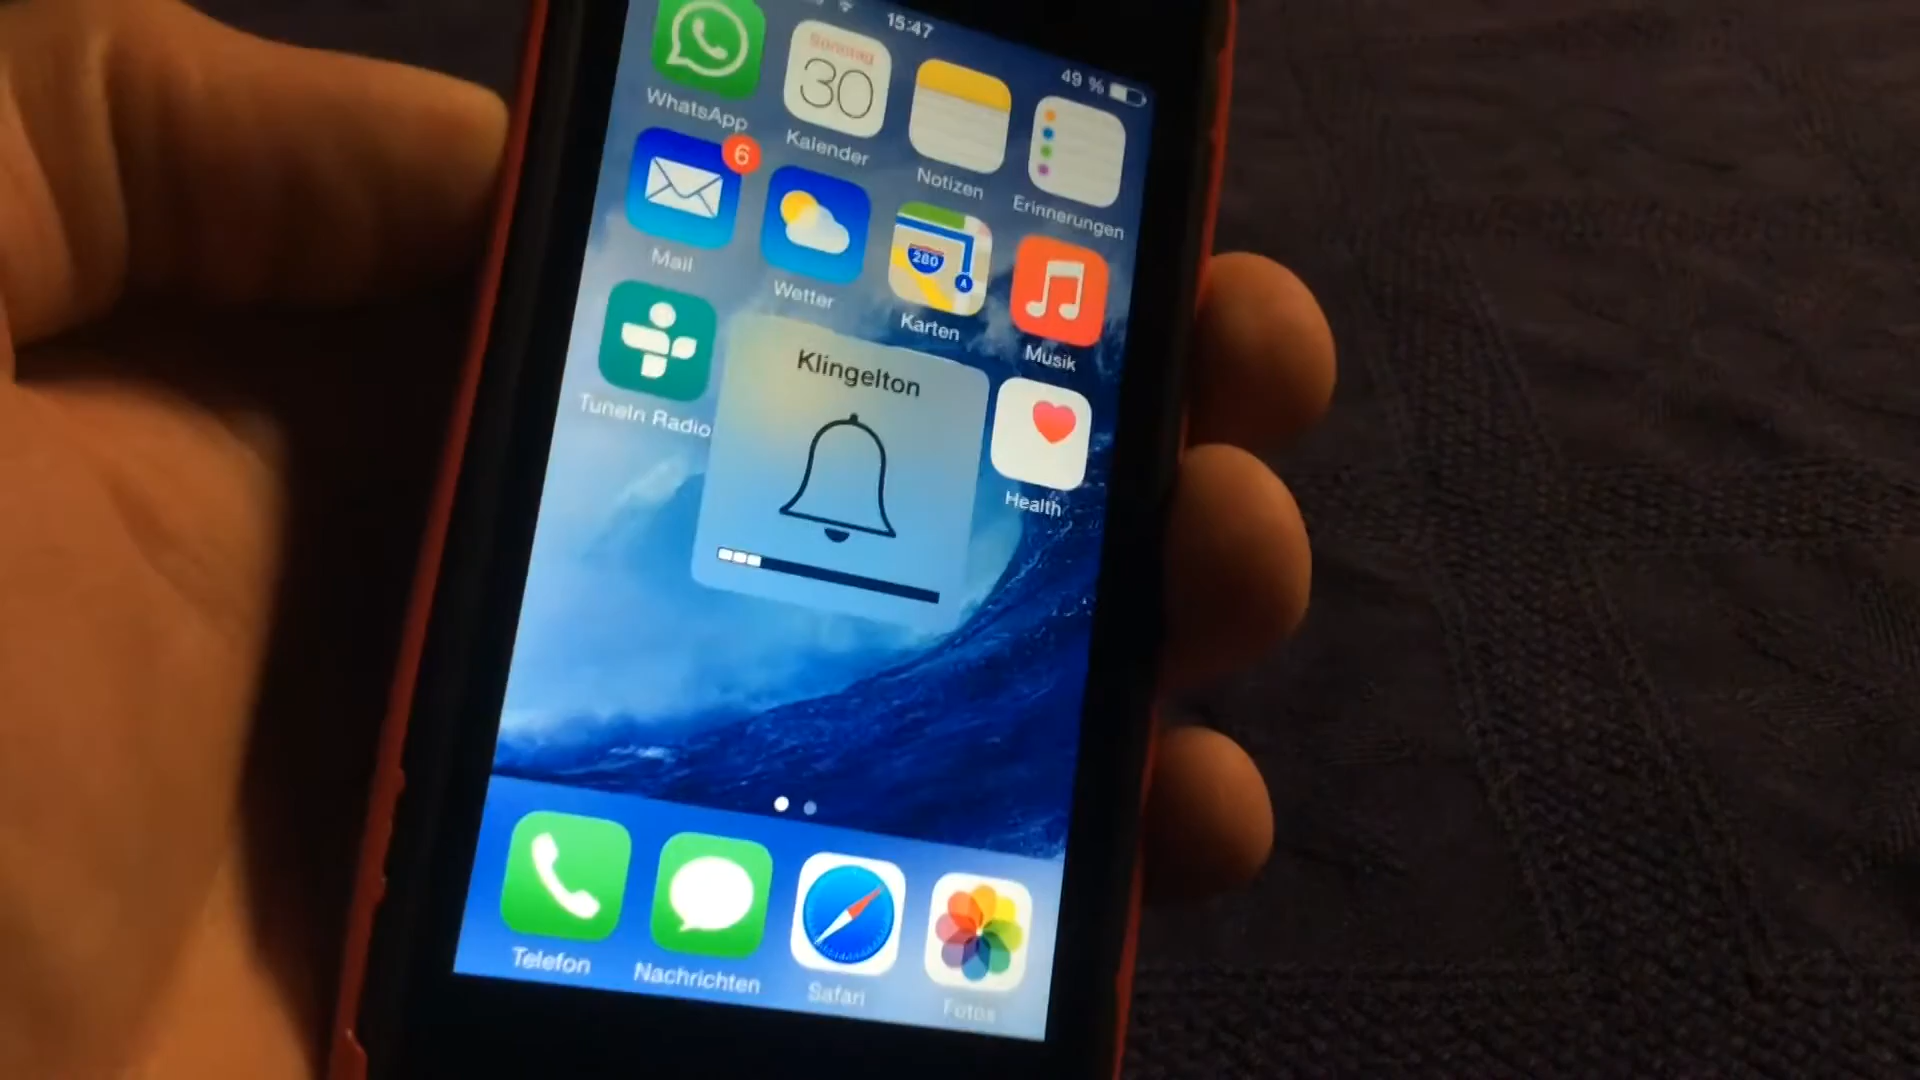 15:47
49 %
WhatsApp
Sonntag
30
Kalender
Notizen
Erinnerungen
6
Mail
Wetter
280
A
Karten
Musik
TuneIn Radio
Klingelton
Health
Telefon
Nachrichten
Safari
Fotos